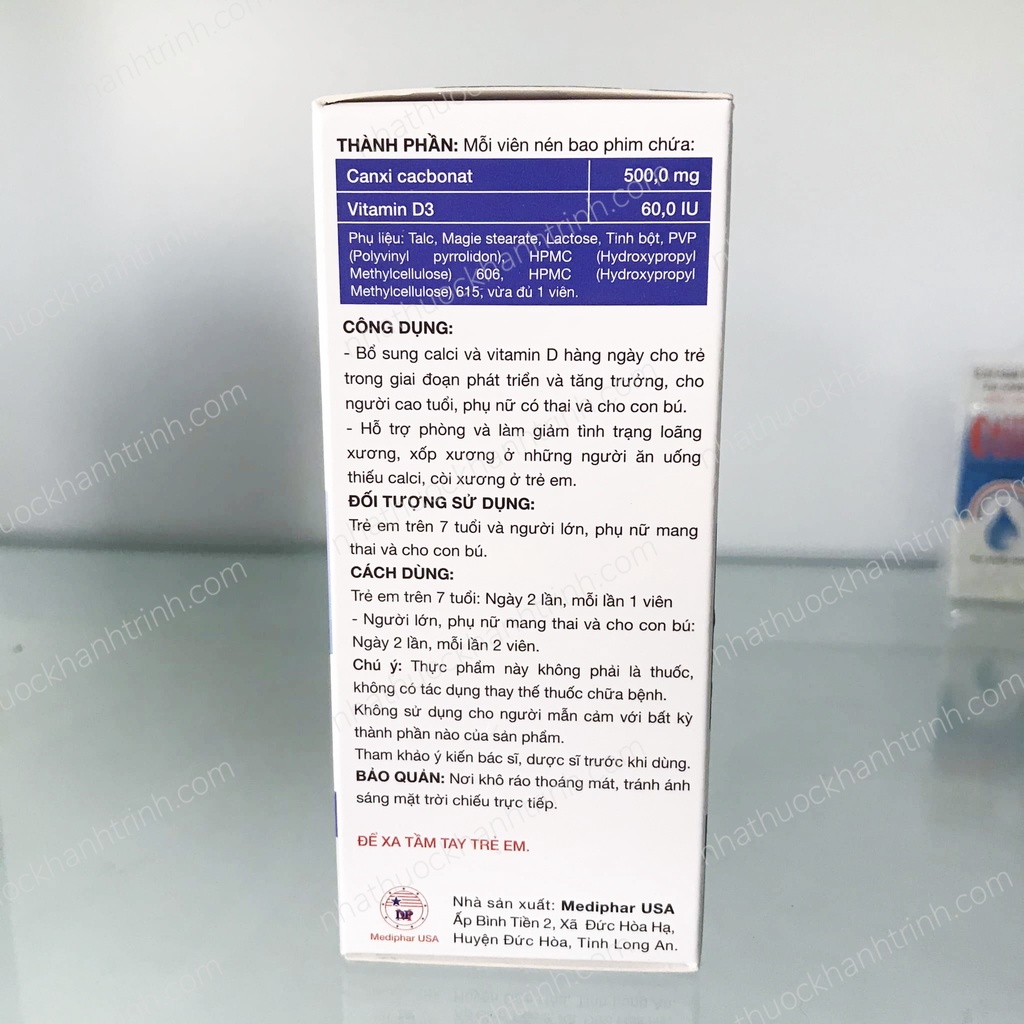 THÀNH PHẦN: Mỗi viên nén bao phim chứa:
Canxi cacbonat 500,0 mg
Vitamin D3 60,0 IU
Phụ liệu: Talc, Magie stearate, Lactose, Tinh bột, PVP
(Polyvinyl pyrrolidon), HPMC (Hydroxypropyl
Methylcellulose) 606, HPMC (Hydroxypropyl
Methylcellulose) 615, vừa đủ 1 viên.
CÔNG DỤNG:
- Bổ sung calci và vitamin D hàng ngày cho trẻ
trong giai đoạn phát triển và tăng trưởng, cho
người cao tuổi, phụ nữ có thai và cho con bú.
- Hỗ trợ phòng và làm giảm tình trạng loãng
xương, xốp xương ở những người ăn uống
thiếu calci, còi xương ở trẻ em.
ĐỐI TƯỢNG SỬ DỤNG:
Trẻ em trên 7 tuổi và người lớn, phụ nữ mang
thai và cho con bú.
CÁCH DÙNG:
Trẻ em trên 7 tuổi: Ngày 2 lần, mỗi lần 1 viên
- Người lớn, phụ nữ mang thai và cho con bú:
Ngày 2 lần, mỗi lần 2 viên.
Chú ý: Thực phẩm này không phải là thuốc,
không có tác dụng thay thế thuốc chữa bệnh.
Không sử dụng cho người mẫn cảm với bất kỳ
thành phần nào của sản phẩm.
Tham khảo ý kiến bác sĩ, dược sĩ trước khi dùng.
BẢO QUẢN: Nơi khô ráo thoáng mát, tránh ánh
sáng mặt trời chiếu trực tiếp.
ĐỂ XA TẦM TAY TRẺ EM.
DP
Mediphar USA
Nhà sản xuất: Mediphar USA
Ấp Bình Tiền 2, Xã Đức Hòa Hạ,
Huyện Đức Hòa, Tỉnh Long An.
nhathuockhanhtrinh.com